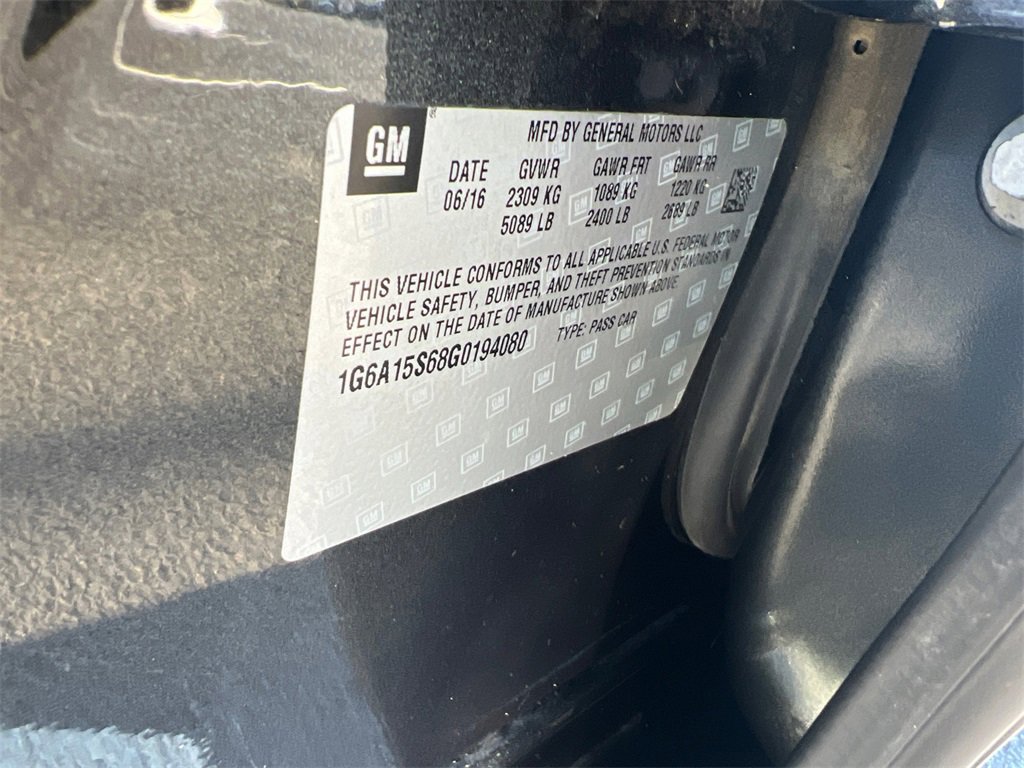 GM
MFD BY GENERAL MOTORS LLC
DATE GVWR GAWR FRT GAWR RR
06/16 2309 KG 1089 KG 1220 KG
5089 LB 2400 LB 2689 LB
THIS VEHICLE CONFORMS TO ALL APPLICABLE U.S. FEDERAL MOTOR
VEHICLE SAFETY, BUMPER, AND THEFT PREVENTION STANDARDS IN
EFFECT ON THE DATE OF MANUFACTURE SHOWN ABOVE.
1G6A15S68G0194080 TYPE: PASS CAR